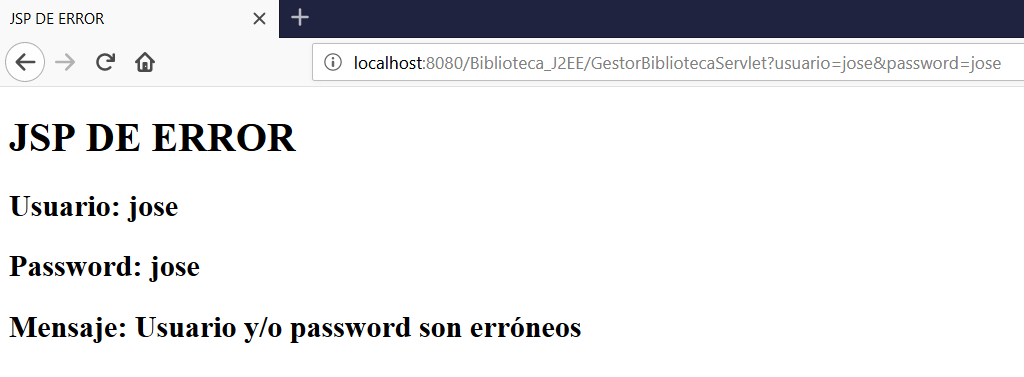 JSP DE ERROR
localhost:8080/Biblioteca_J2EE/GestorBibliotecaServlet?usuario=jose&password=jose
JSP DE ERROR
Usuario: jose
Password: jose
Mensaje: Usuario y/o password son erróneos